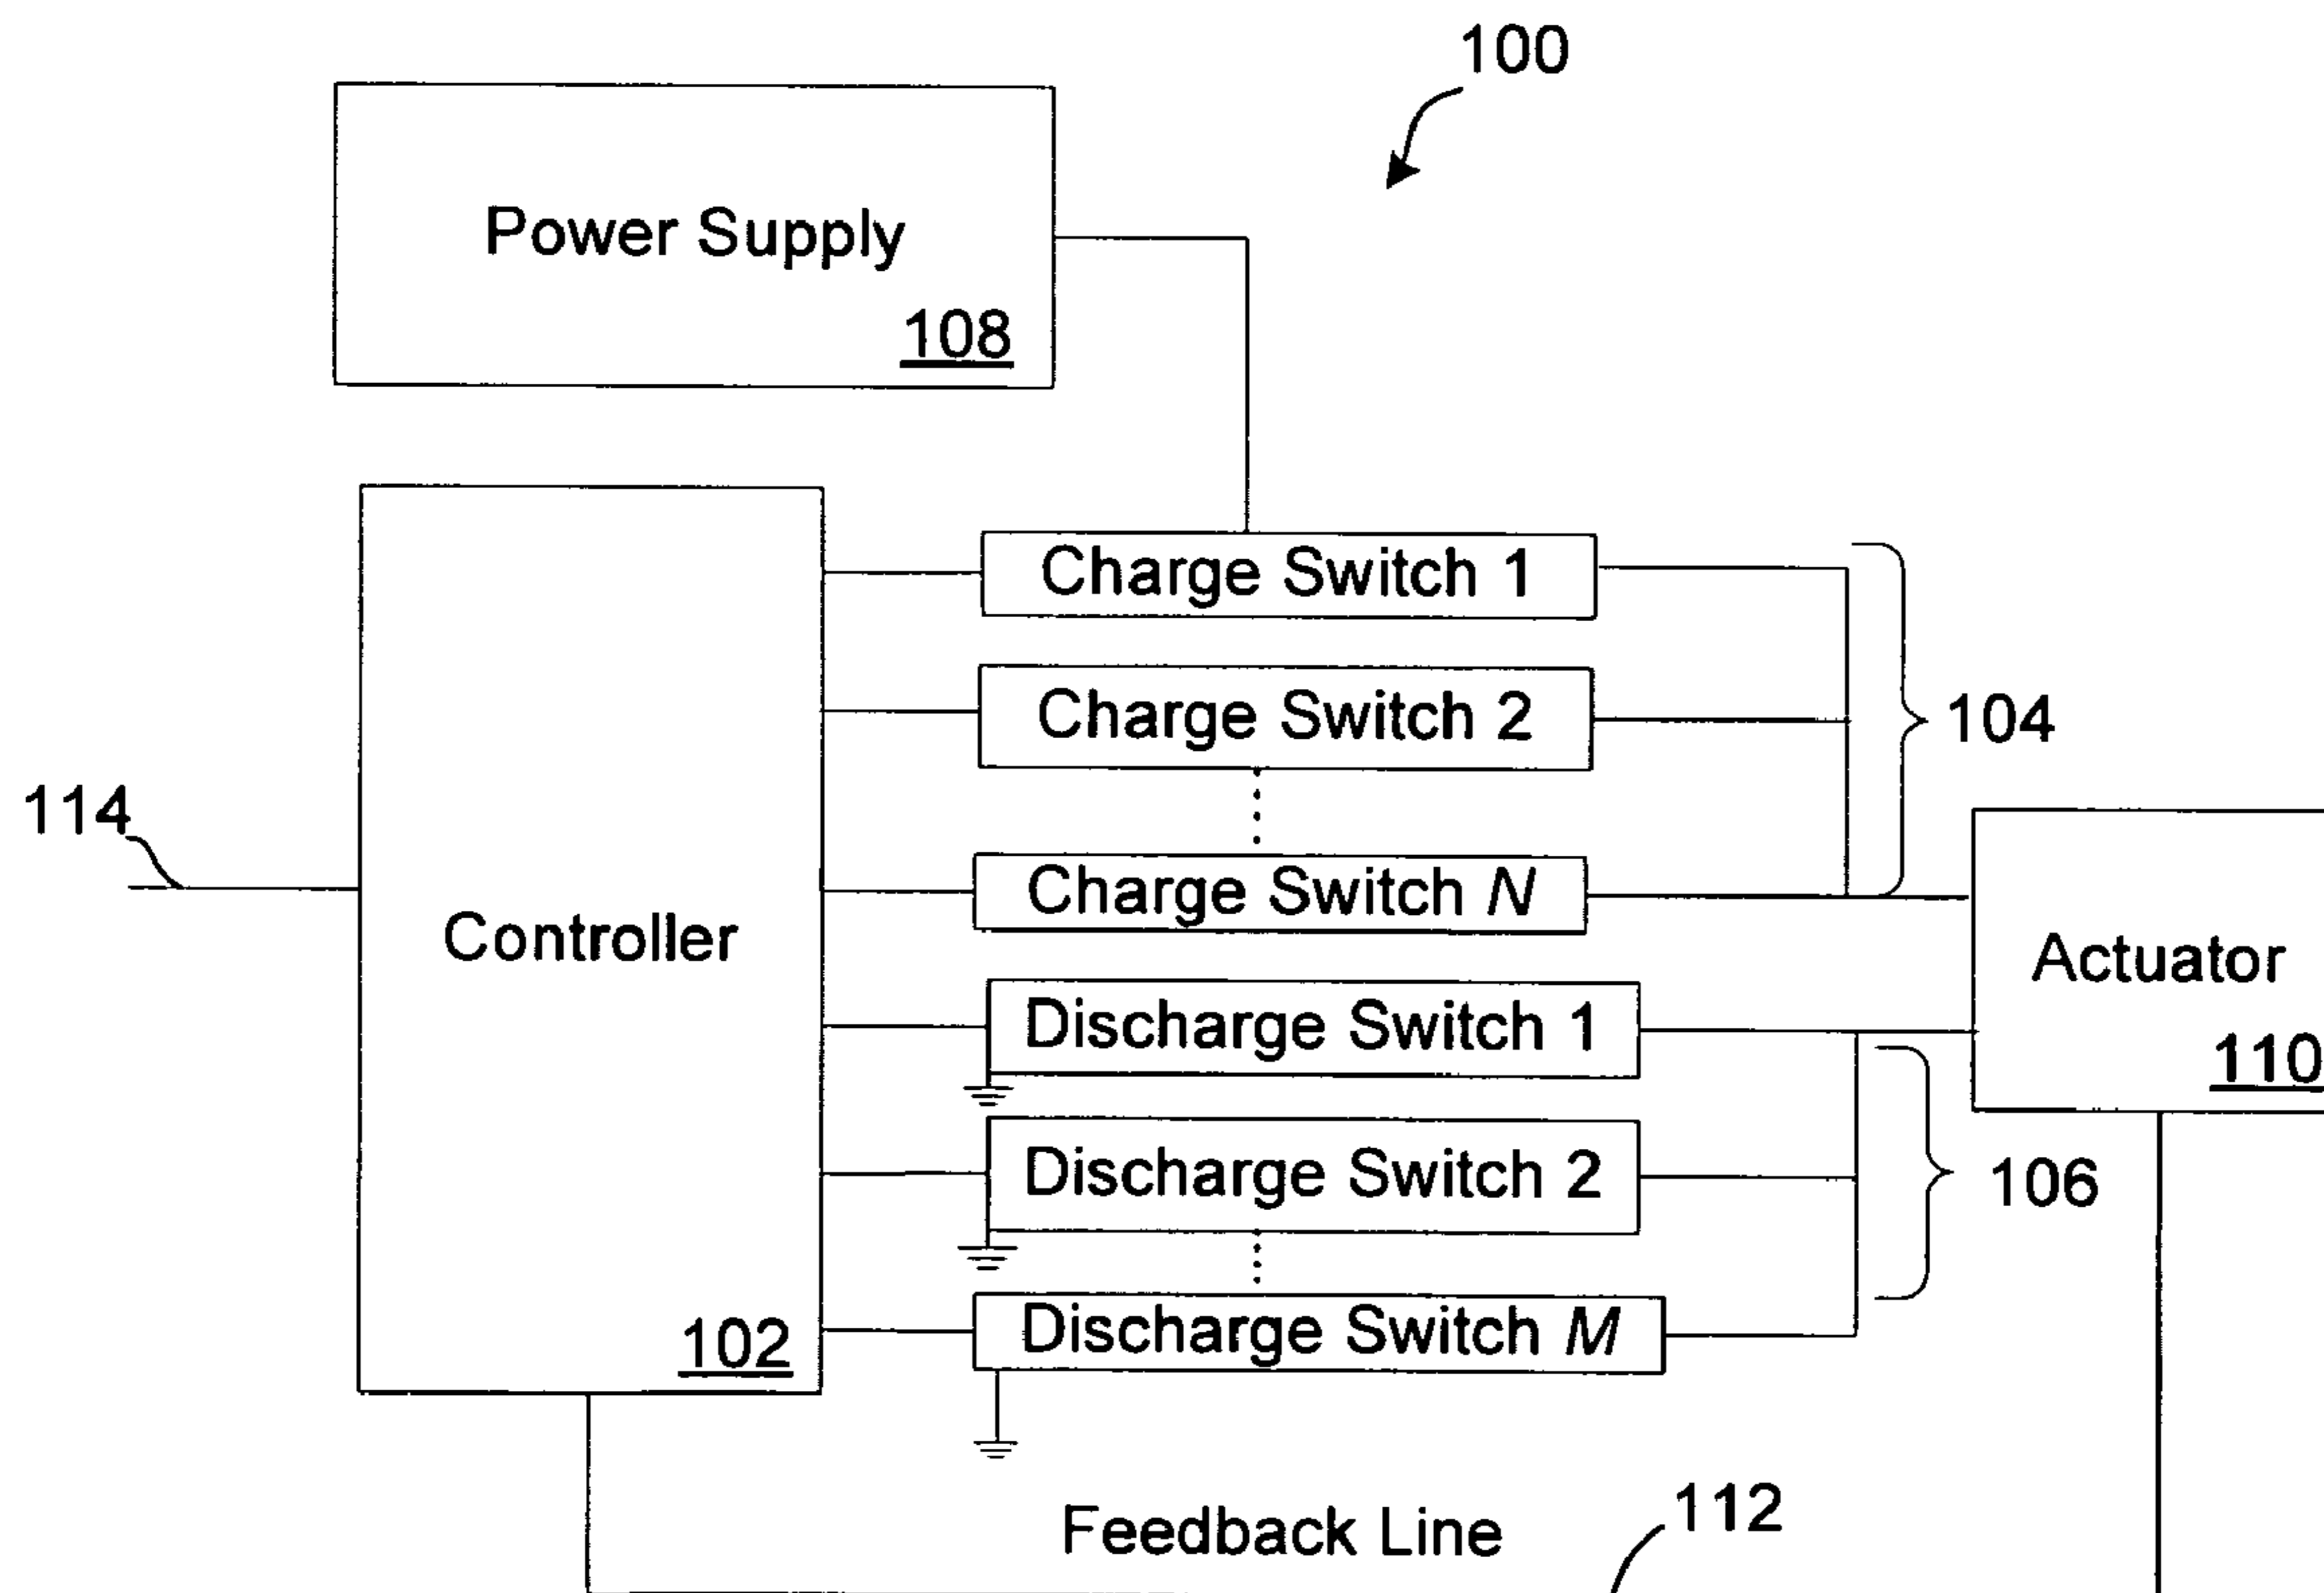 100
Power Supply
108
Charge Switch 1
Charge Switch 2
104
114
Charge Switch N
Controller
Actuator
Discharge Switch 1
110
Discharge Switch 2
106
Discharge Switch M
102
112
Feedback Line